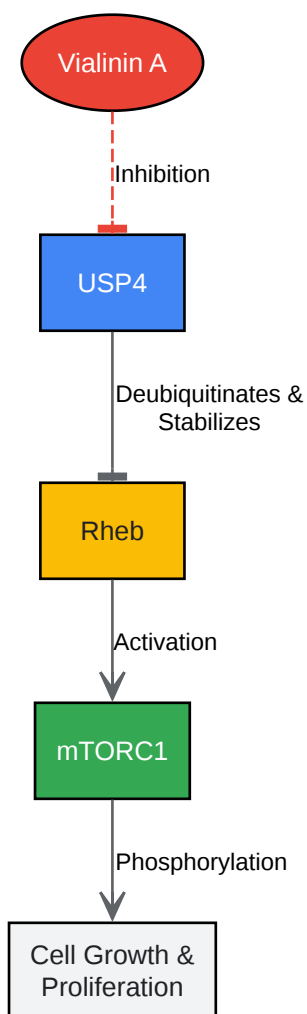 Vialinin A
Inhibition
USP4
Deubiquitinates &
Stabilizes
Rheb
Activation
mTORC1
Phosphorylation
Cell Growth &
Proliferation